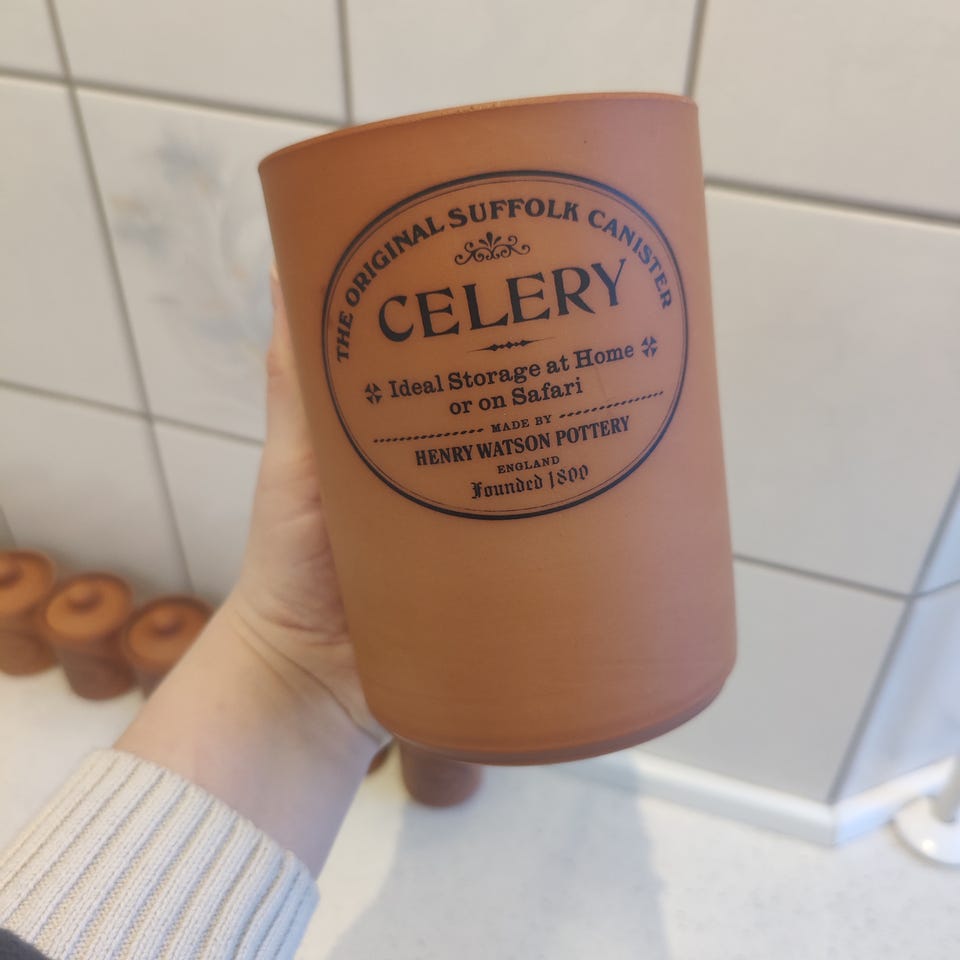 THE ORIGINAL SUFFOLK CANISTER
CELERY
Ideal Storage at Home
or on Safari
MADE BY
HENRY WATSON POTTERY
ENGLAND
Founded 1800